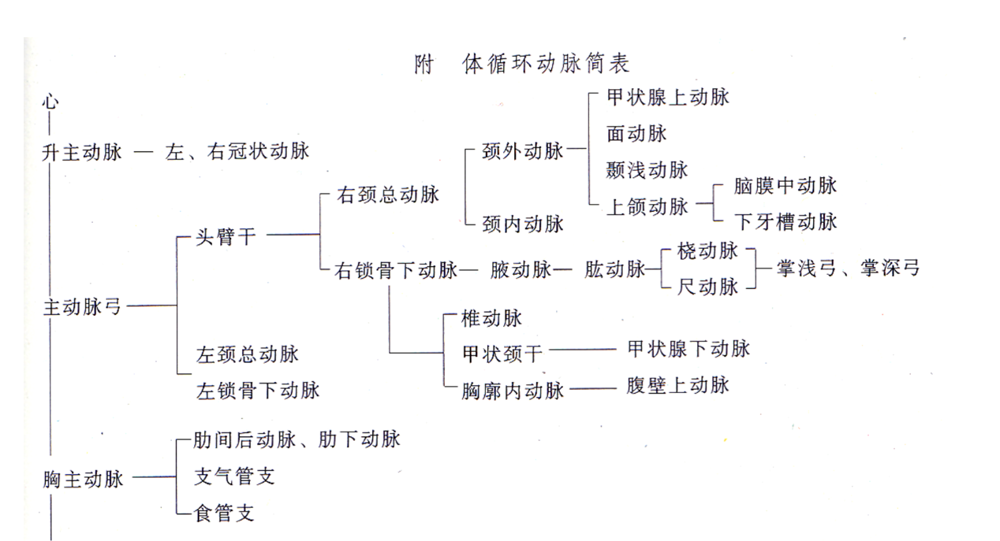 附 体循环动脉简表
心
升主动脉 左、右冠状动脉
主动脉弓
头臂干
右颈总动脉
颈外动脉
甲状腺上动脉
面动脉
颞浅动脉
上颌动脉
脑膜中动脉
下牙槽动脉
颈内动脉
右锁骨下动脉 腋动脉 肱动脉
桡动脉
尺动脉
掌浅弓、掌深弓
椎动脉
甲状颈干 甲状腺下动脉
胸廓内动脉 腹壁上动脉
左颈总动脉
左锁骨下动脉
胸主动脉
肋间后动脉、肋下动脉
支气管支
食管支